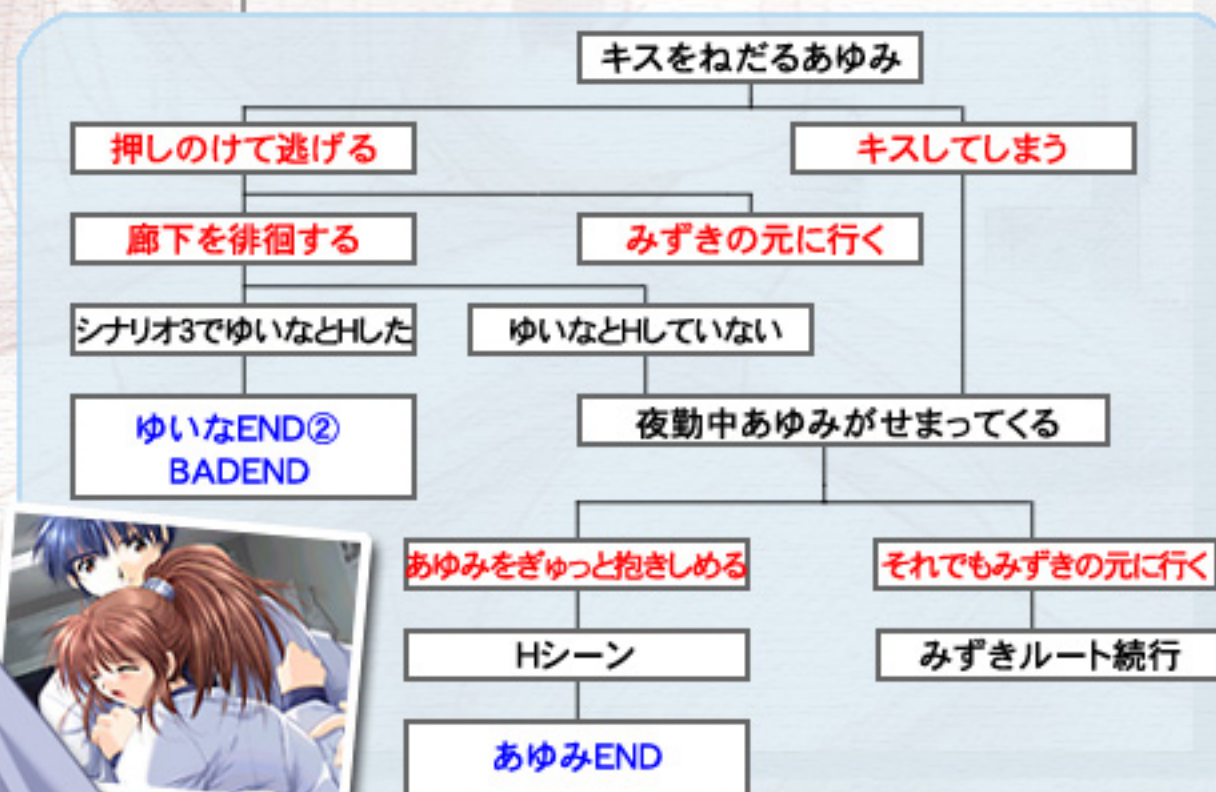 キスをねだるあゆみ
押しのけて逃げる
キスしてしまう
廊下を徘徊する
みずきの元に行く
シナリオ3でゆいなとHした
ゆいなとHしていない
ゆいなEND②
BADEND
夜勤中あゆみがせまってくる
あゆみをぎゅっと抱きしめる
それでもみずきの元に行く
Hシーン
みずきルート続行
あゆみEND